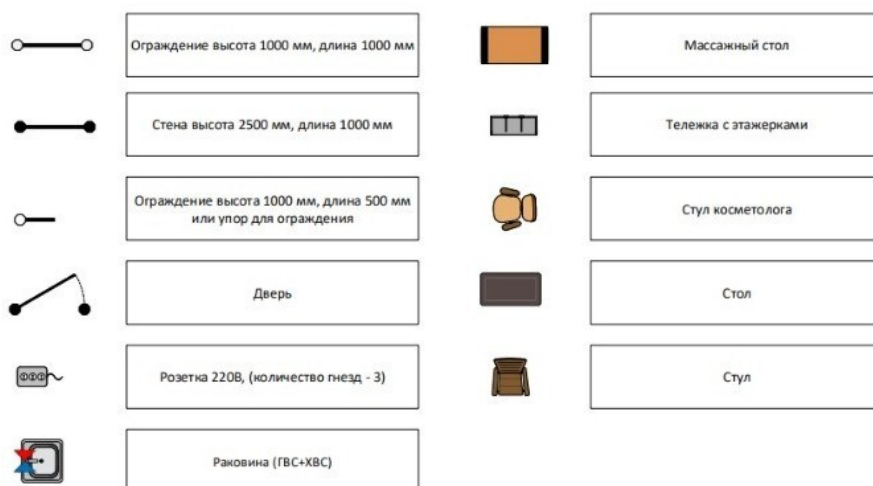 Ограждение высота 1000 мм, длина 1000 мм
Стена высота 2500 мм, длина 1000 мм
Ограждение высота 1000 мм, длина 500 мм
или упор для ограждения
Дверь
Розетка 220В, (количество гнезд - 3)
Раковина (ГВС+ХВС)
Массажный стол
Тележка с этажерками
Стул косметолога
Стол
Стул